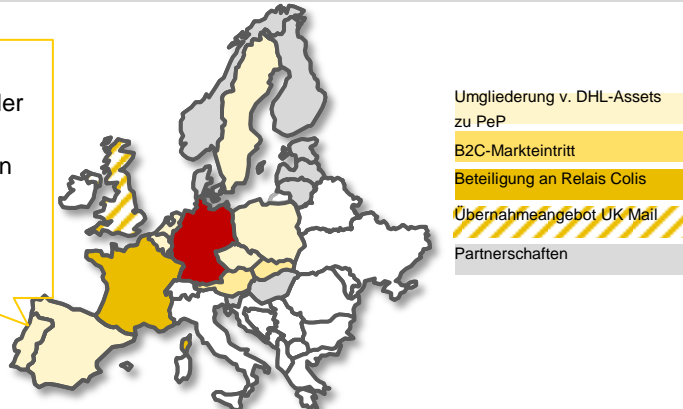 ler
n
Umgliederung v. DHL-Assets
zu PeP
B2C-Markteintritt
Beteiligung an Relais Colis
Übernahmeangebot UK Mail
Partnerschaften